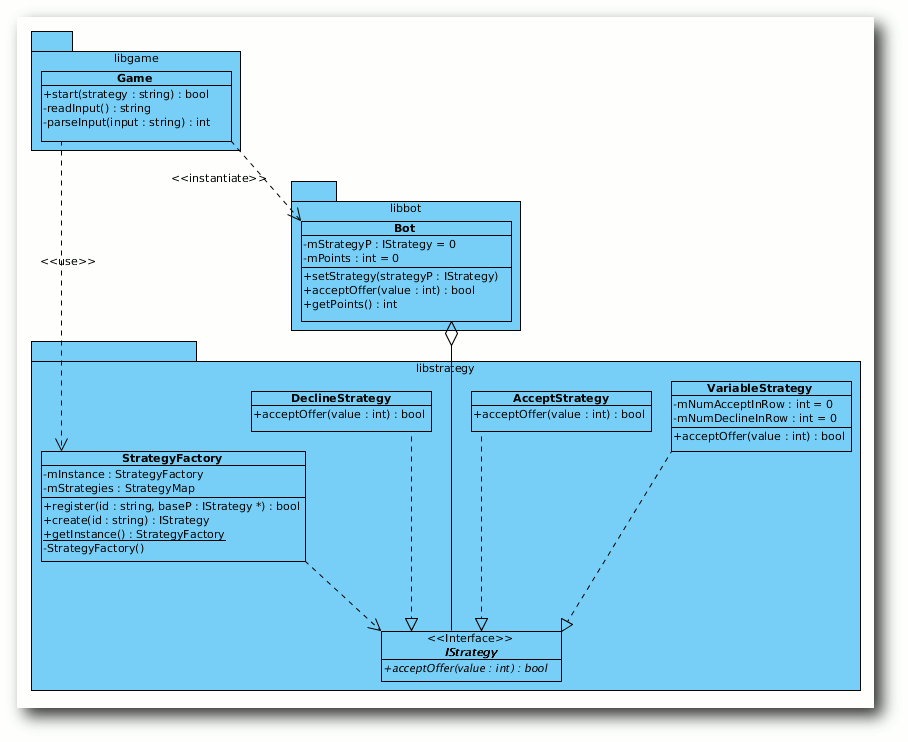 libgame
Game
+start(strategy : string) : bool
-readInput() : string
-parseInput(input : string) : int
<<instantiate>>
libbot
Bot
-mStrategyP : IStrategy = 0
-mPoints : int = 0
+setStrategy(strategyP : IStrategy)
+acceptOffer(value : int) : bool
+getPoints() : int
<<use>>
libstrategy
DeclineStrategy
+acceptOffer(value : int) : bool
AcceptStrategy
+acceptOffer(value : int) : bool
VariableStrategy
-mNumAcceptInRow : int = 0
-mNumDeclineInRow : int = 0
+acceptOffer(value : int) : bool
StrategyFactory
-mInstance : StrategyFactory
-mStrategies : StrategyMap
+register(id : string, baseP : IStrategy *) : bool
+create(id : string) : IStrategy
+getInstance() : StrategyFactory
-StrategyFactory()
<<Interface>>
IStrategy
+acceptOffer(value : int) : bool